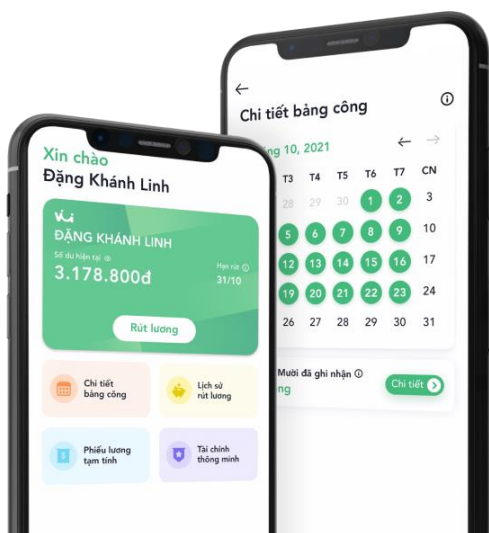 Xin chào
Đặng Khánh Linh
Vui
ĐẶNG KHÁNH LINH
Số dư hiện tại
3.178.800đ
Hạn rút
31/10
Rút lương
Chi tiết
bảng công
Lịch sử
rút lương
Phiếu lương
tạm tính
Tài chính
thông minh
Chi tiết bảng công
10, 2021
T3 T4 T5 T6 T7 CN
28 29 30 1 2 3
5 6 7 8 9 10
12 13 14 15 16 17
19 20 21 22 23 24
26 27 28 29 30 31
Mười đã ghi nhận
Chi tiết